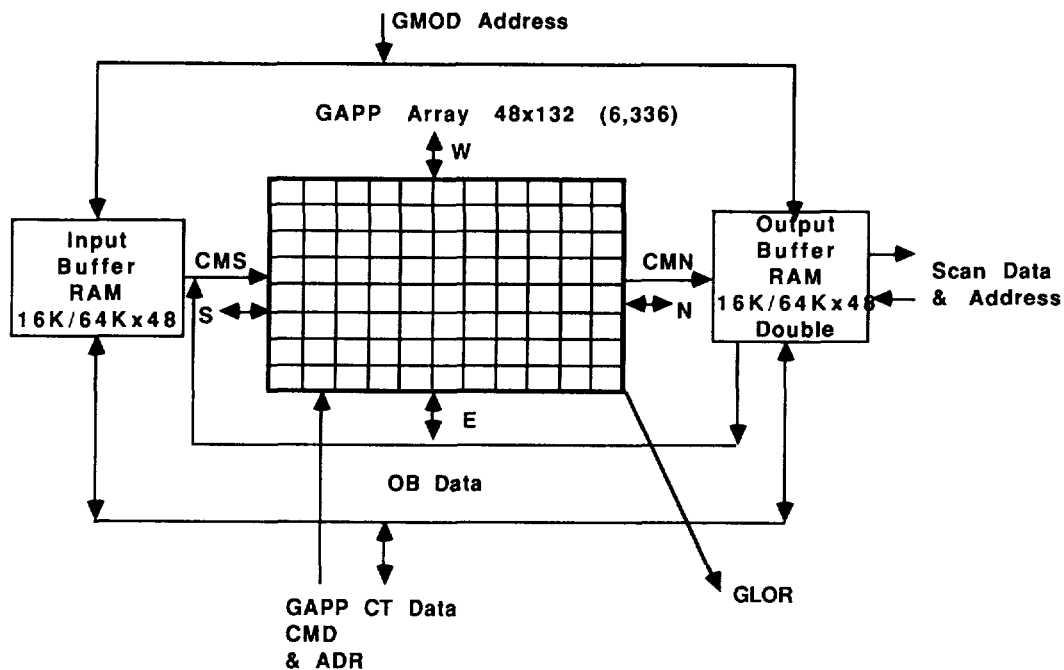 GMOD Address
GAPP Array 48x132 (6,336)
W
Input
Buffer
RAM
16K/64Kx48
CMS
S
CMN
N
Output
Buffer
RAM
16K/64Kx48
Double
Scan Data
& Address
E
OB Data
GAPP CT Data
CMD
& ADR
GLOR